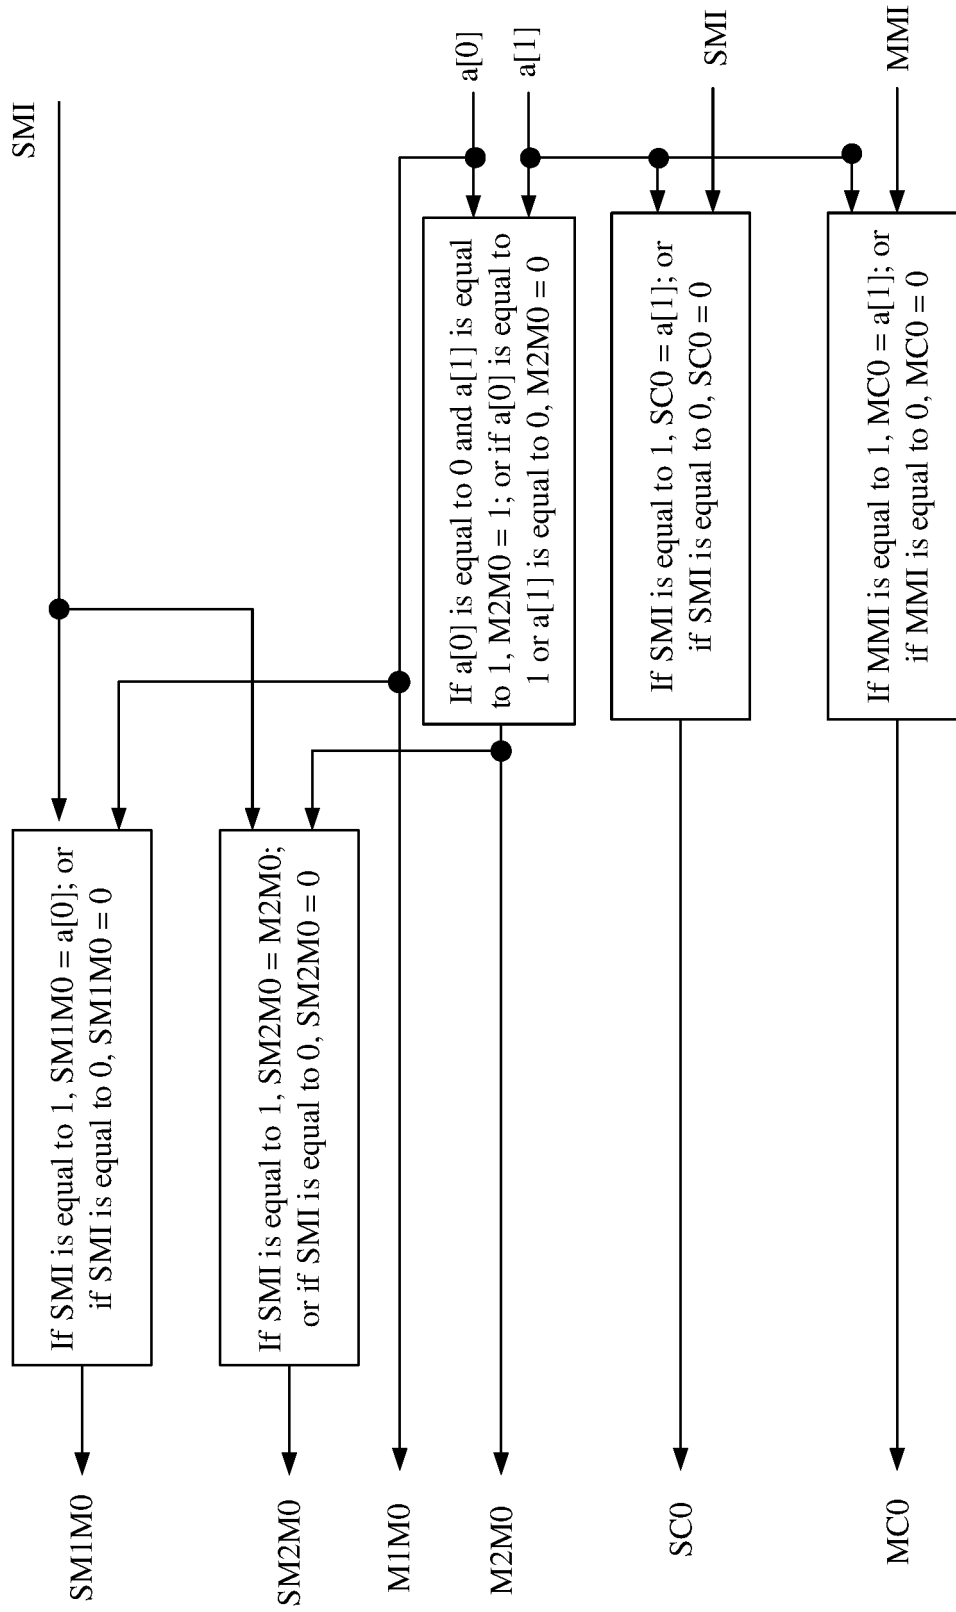 SMI
a[0]
a[1]
SMI
MMI
If a[0] is equal to 0 and a[1] is equal
to 1, M2M0 = 1; or if a[0] is equal to
1 or a[1] is equal to 0, M2M0 = 0
If SMI is equal to 1, SC0 = a[1]; or
if SMI is equal to 0, SC0 = 0
If MMI is equal to 1, MC0 = a[1]; or
if MMI is equal to 0, MC0 = 0
If SMI is equal to 1, SM1M0 = a[0]; or
if SMI is equal to 0, SM1M0 = 0
If SMI is equal to 1, SM2M0 = M2M0;
or if SMI is equal to 0, SM2M0 = 0
SM1M0
SM2M0
M1M0
M2M0
SC0
MC0